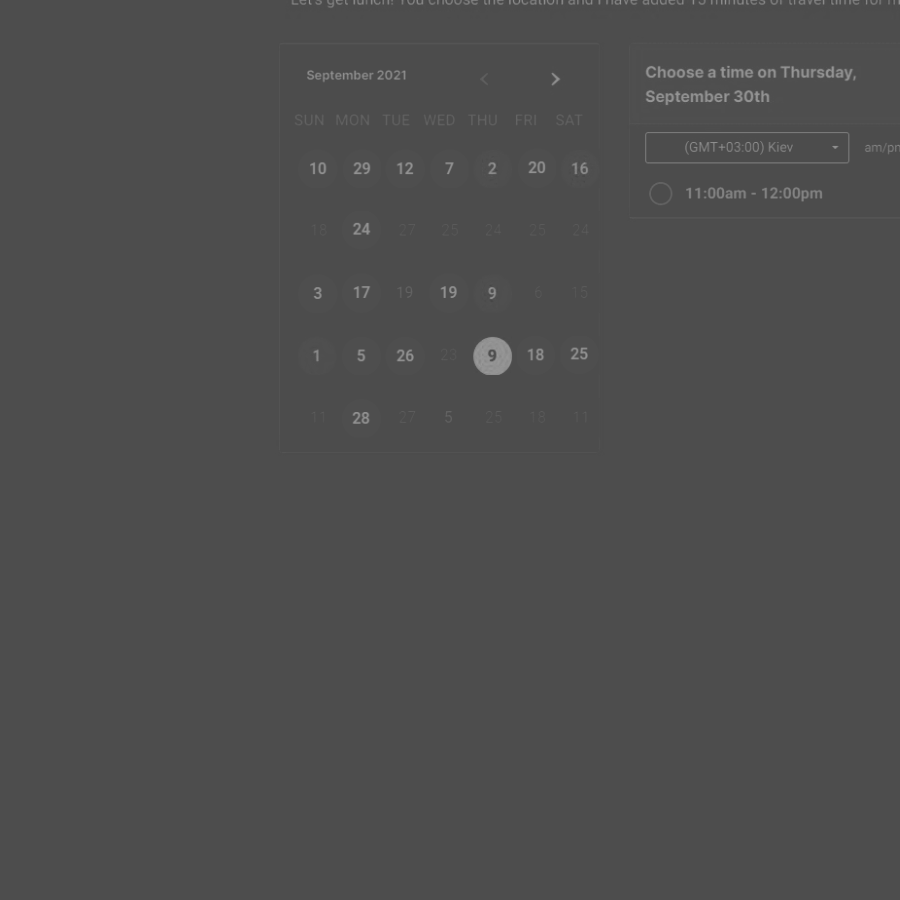 Let's get lunch! You choose the location and I have added 15 minutes of travel time for
September 2021
SUN MON TUE WED THU FRI SAT
10 29 12 7 2 20 16
18 24 27 25 24 25 24
3 17 19 19 9 6 15
1 5 26 23 9 18 25
11 28 27 5 25 18 11
Choose a time on Thursday,
September 30th
(GMT+03:00) Kiev am/pm
11:00am - 12:00pm